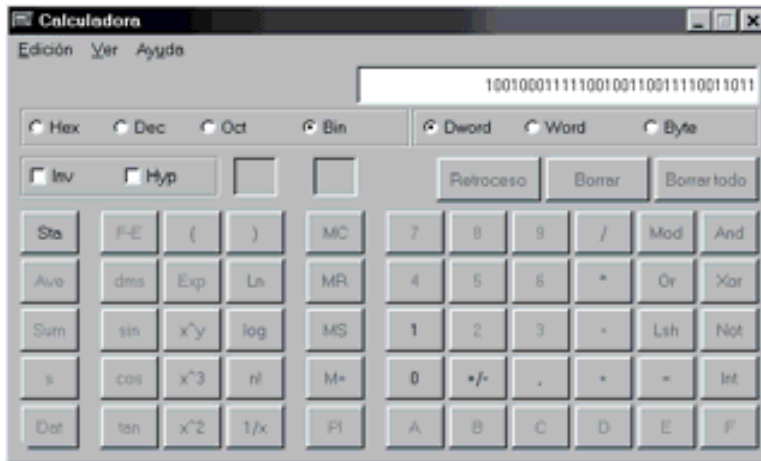 Calculadora
Edición Ver Ayuda
10010001111100100110011110011011
Hex Dec Oct Bin Dword Word Byte
Inv Hyp Retroceso Borrar Borrar todo
Sta F-E ( ) MC 7 8 9 / Mod And
Ave dms Exp Ln MR 4 5 6 * Or Xor
Sum sin x^y log MS 1 2 3 - Lsh Not
s cos x^3 n! M+ 0 +/- , + = Int
Dat tan x^2 1/x PI A B C D E F